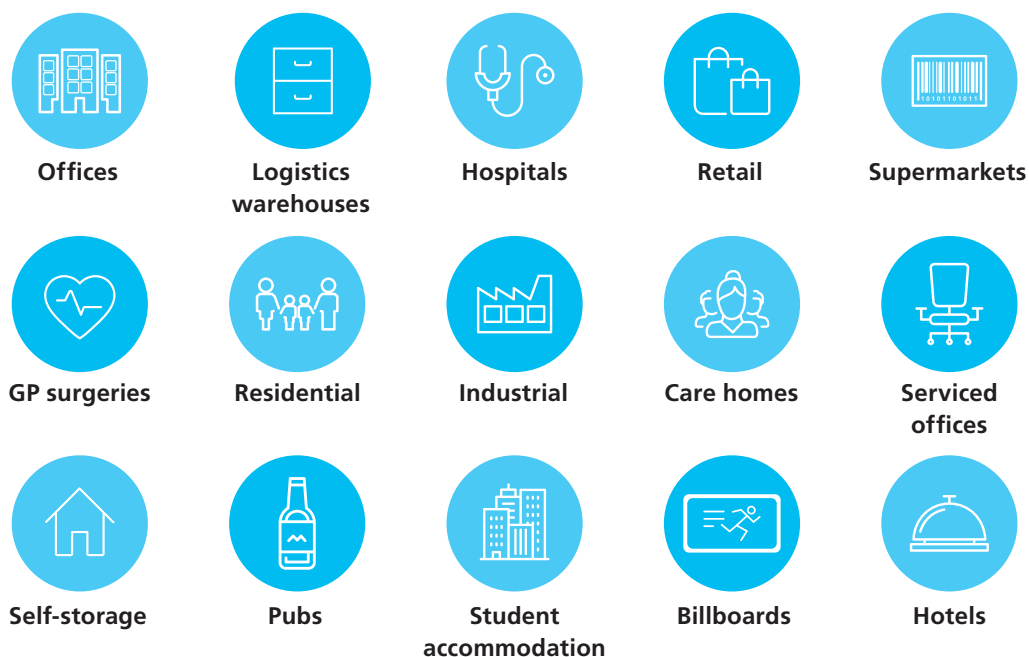 10101101011
Offices
Logistics
warehouses
Hospitals
Retail
Supermarkets
GP surgeries
Residential
Industrial
Care homes
Serviced
offices
Self-storage
Pubs
Student
accommodation
Billboards
Hotels